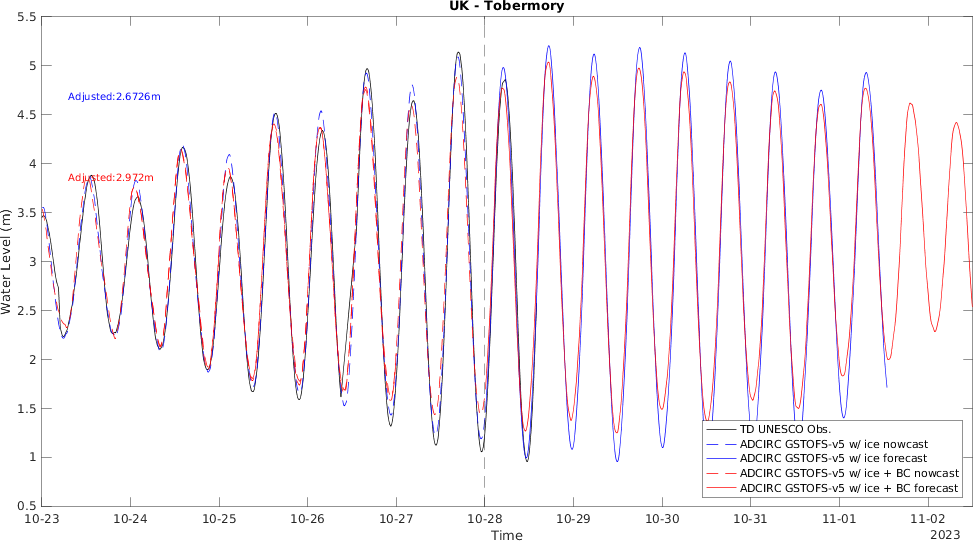 UK - Tobermory
5.5
5
4.5
4
3.5
3
2.5
2
1.5
1
0.5
Water Level (m)
Adjusted:2.6726m
Adjusted:2.972m
TD UNESCO Obs.
ADCIRC GSTOFS-v5 w/ ice nowcast
ADCIRC GSTOFS-v5 w/ ice forecast
ADCIRC GSTOFS-v5 w/ ice + BC nowcast
ADCIRC GSTOFS-v5 w/ ice + BC forecast
10-23 10-24 10-25 10-26 10-27 10-28 10-29 10-30 10-31 11-01 11-02
Time
2023